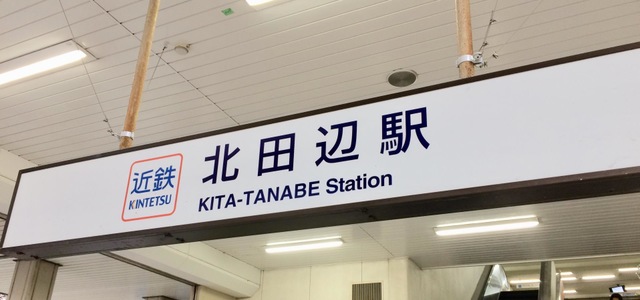 近鉄
KINTETSU
北田辺駅
KITA-TANABE Station